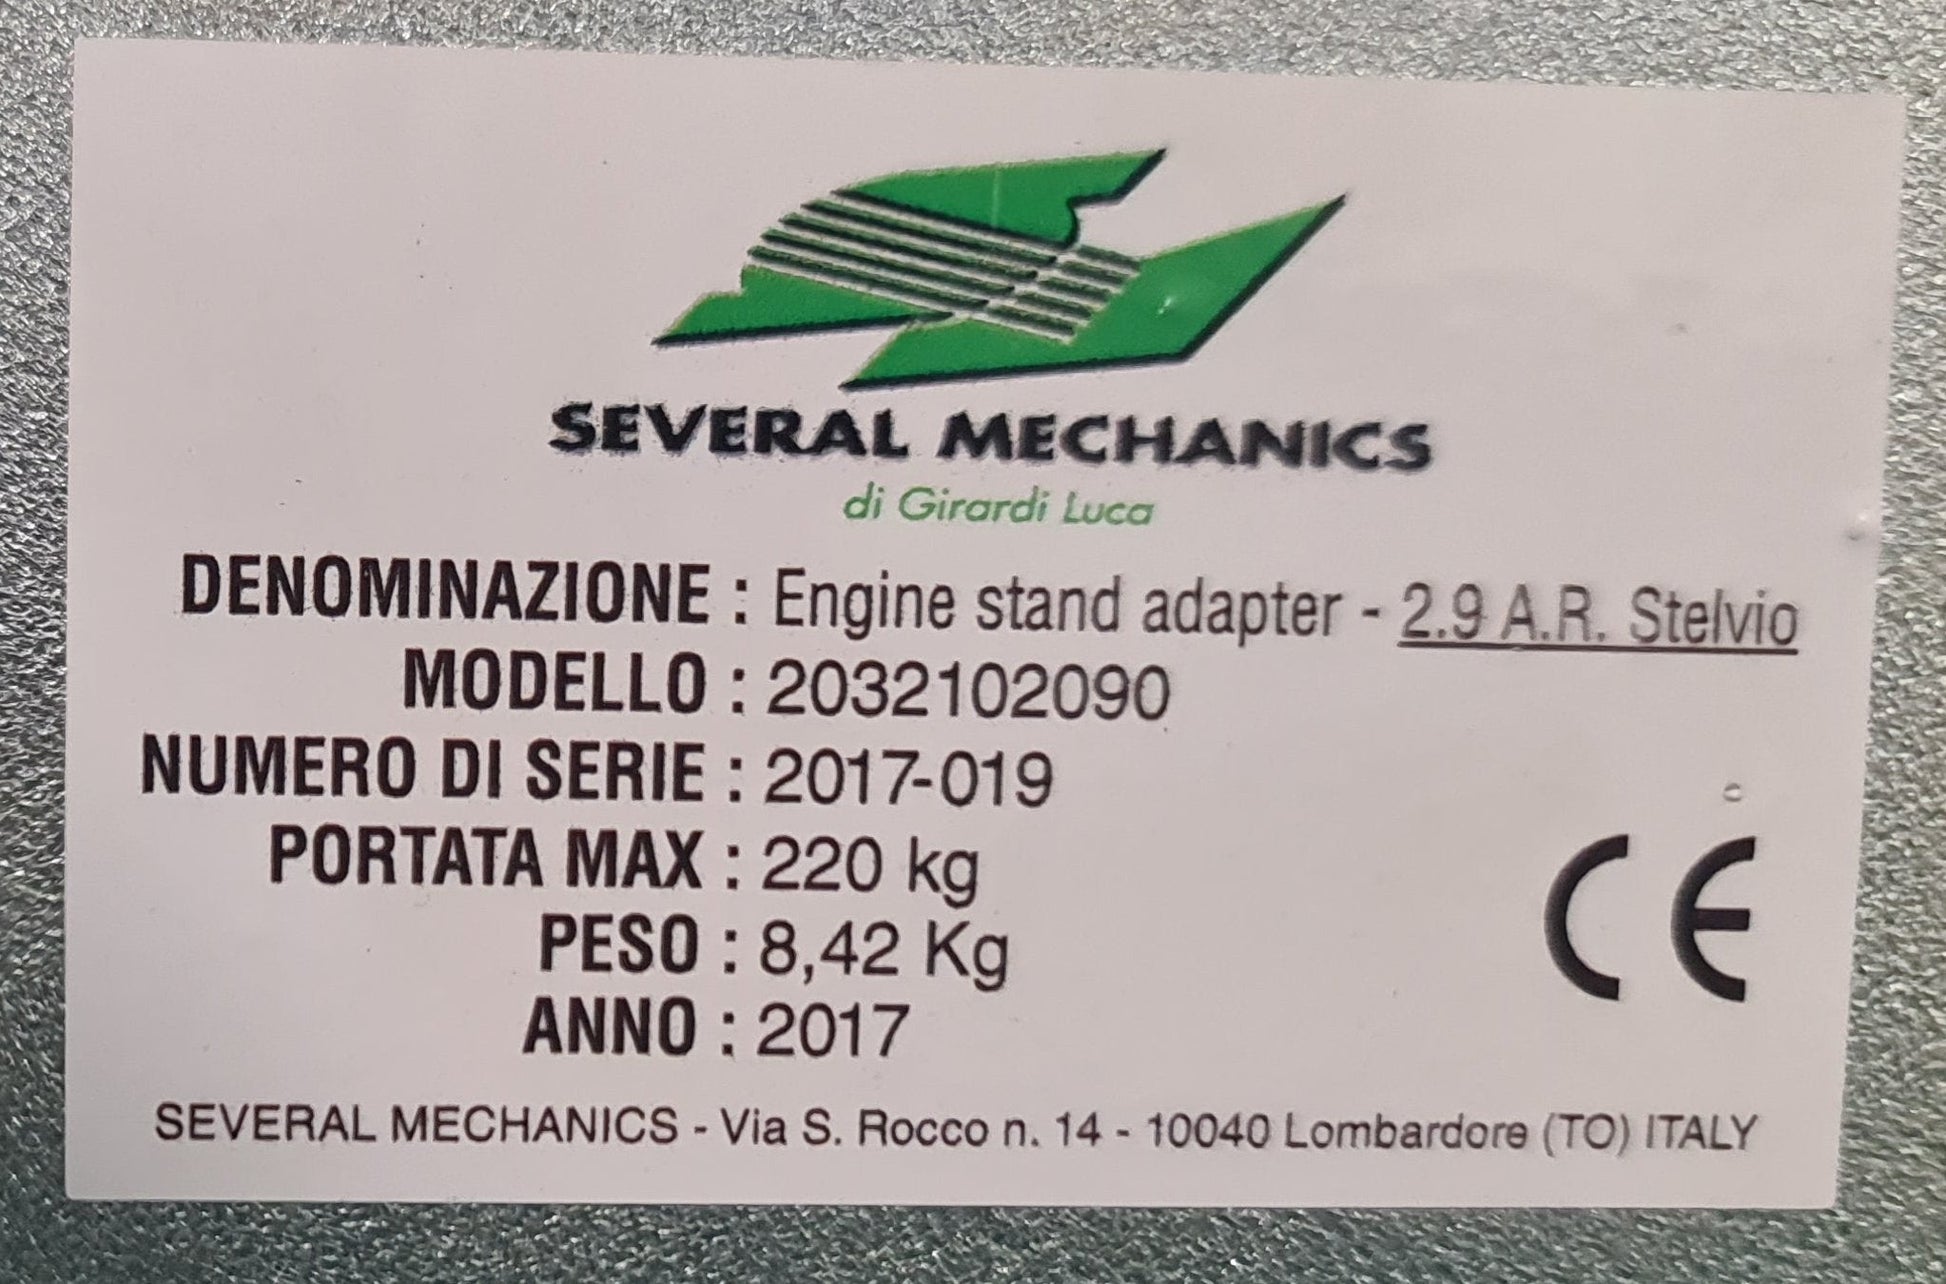 SEVERAL MECHANICS
di Girardi Luca
DENOMINAZIONE : Engine stand adapter - 2.9 A.R. Stelvio
MODELLO : 2032102090
NUMERO DI SERIE : 2017-019
PORTATA MAX : 220 kg
PESO : 8,42 Kg
ANNO : 2017
CE
SEVERAL MECHANICS - Via S. Rocco n. 14 - 10040 Lombardore (TO) ITALY